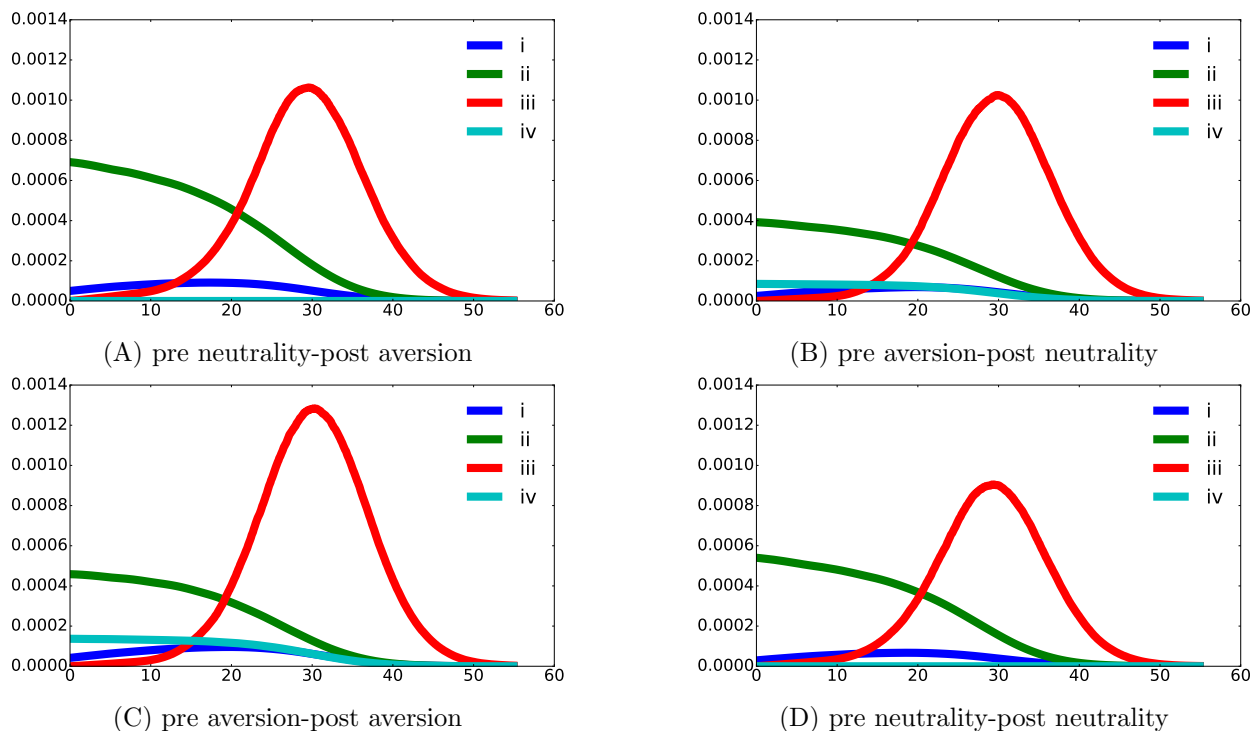 0.0014
0.0012
0.0010
0.0008
0.0006
0.0004
0.0002
0.0000
0 10 20 30 40 50 60
i
ii
iii
iv
(A) pre neutrality-post aversion
0.0014
0.0012
0.0010
0.0008
0.0006
0.0004
0.0002
0.0000
0 10 20 30 40 50 60
i
ii
iii
iv
(B) pre aversion-post neutrality
0.0014
0.0012
0.0010
0.0008
0.0006
0.0004
0.0002
0.0000
0 10 20 30 40 50 60
i
ii
iii
iv
(C) pre aversion-post aversion
0.0014
0.0012
0.0010
0.0008
0.0006
0.0004
0.0002
0.0000
0 10 20 30 40 50 60
i
ii
iii
iv
(D) pre neutrality-post neutrality